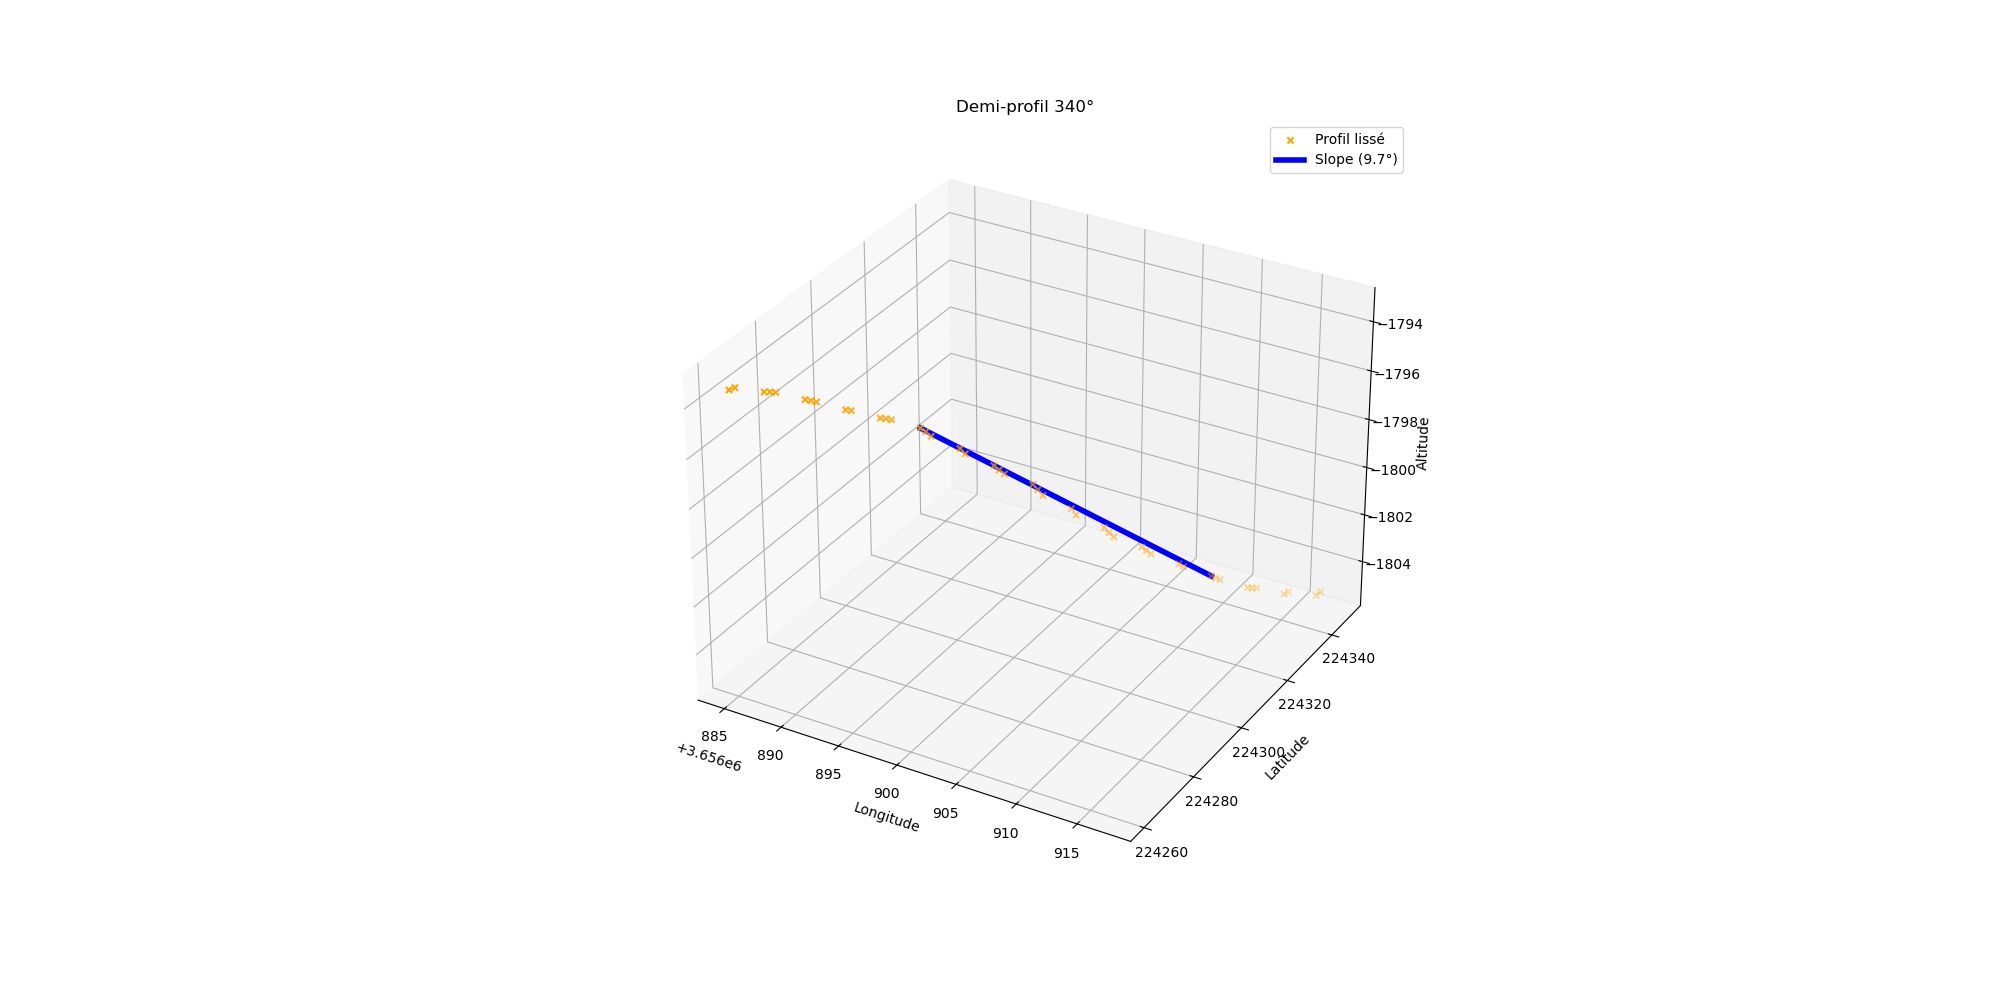 Demi-profil 340°
Profil lissé
Slope (9.7°)
−1794
−1796
−1798
−1800
−1802
−1804
Altitude
224340
224320
224300
224280
224260
Latitude
885
890
895
900
905
910
915
+3.656e6
Longitude